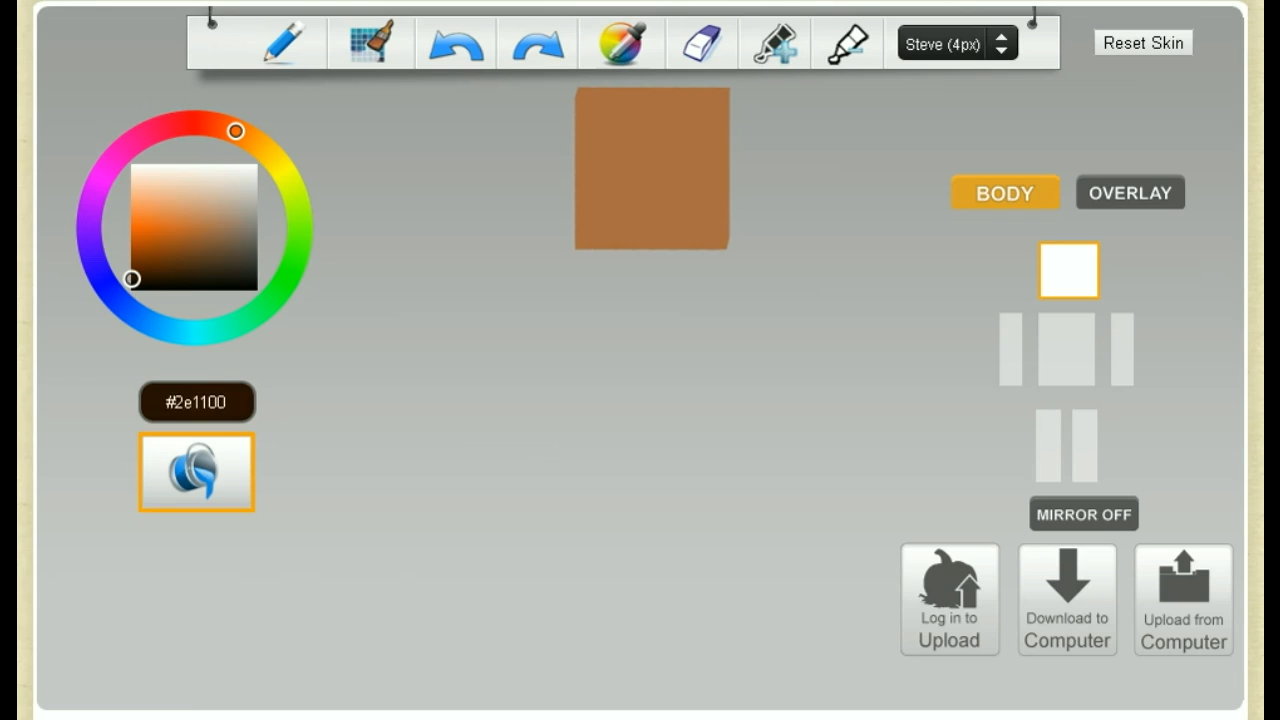 Steve (4px)
Reset Skin
BODY
OVERLAY
#2e1100
MIRROR OFF
Log in to
Upload
Download to
Computer
Upload from
Computer